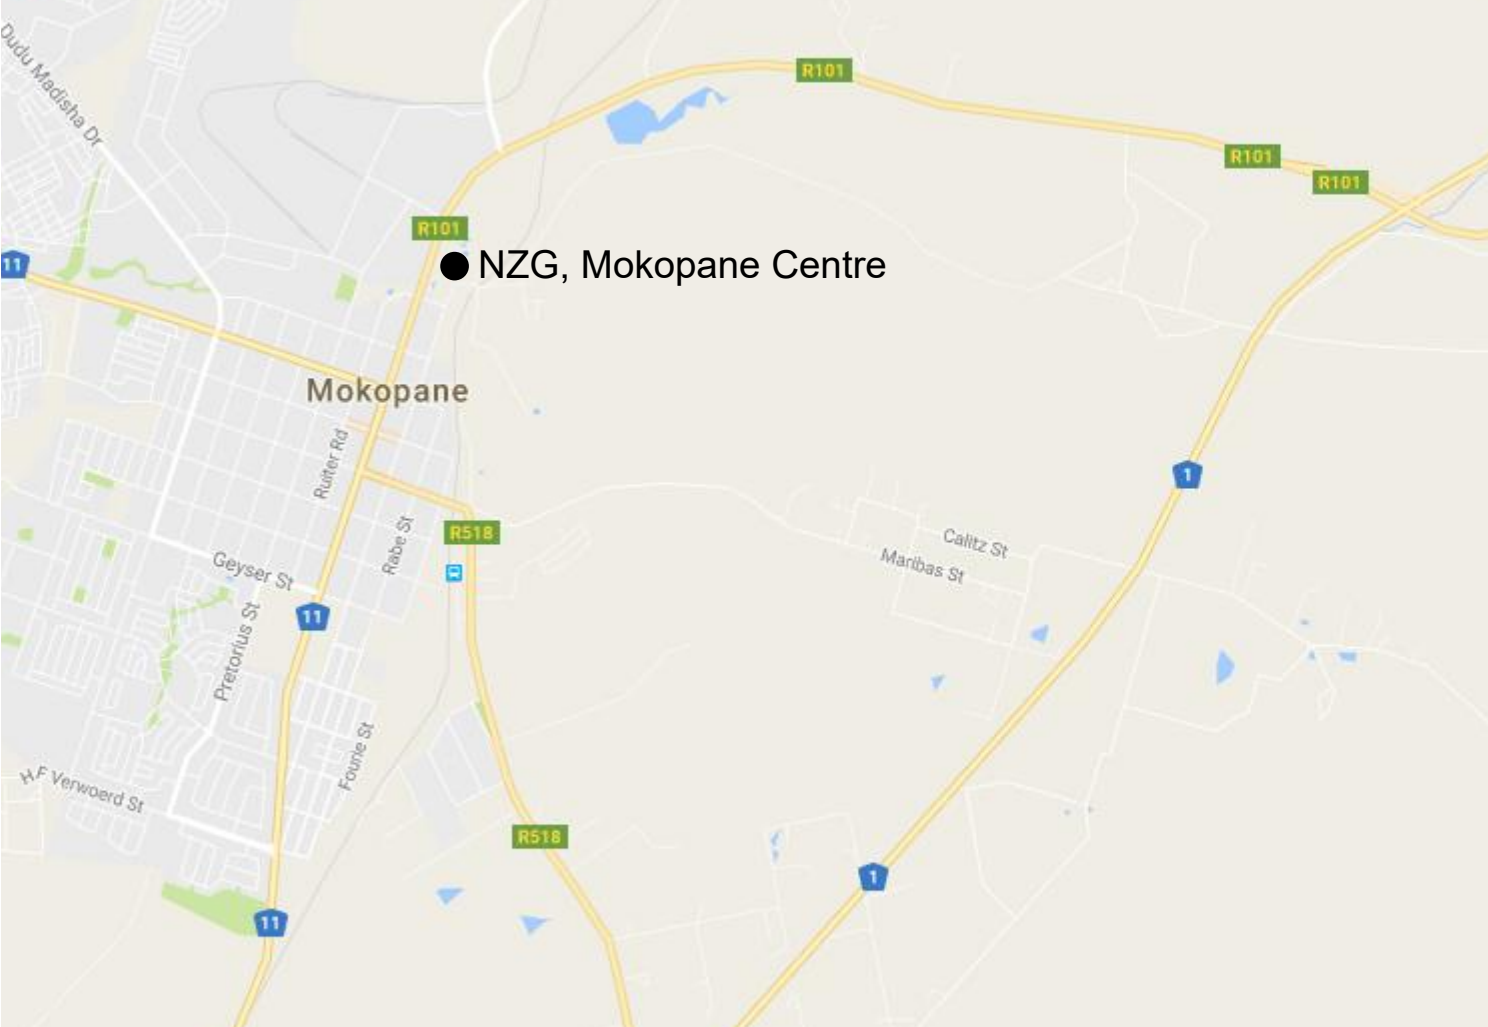 Dudu Madisha Dr
R101
R101
R101
R101
11
NZG, Mokopane Centre
Mokopane
Ruiter Rd
1
Rabe St
R518
Calitz St
Maribas St
Geyser St
11
Pretorius St
Fourie St
H.F Verwoerd St
R518
1
11